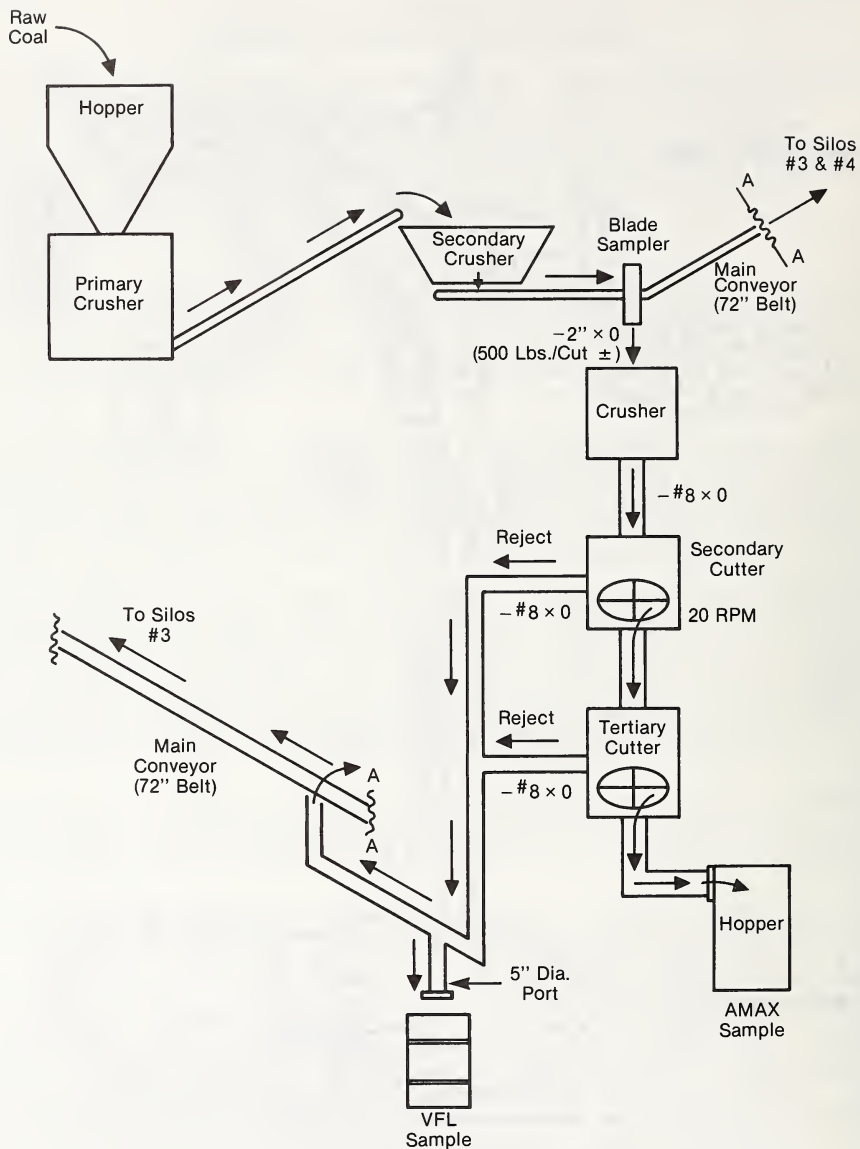 Raw
Coal
Hopper
Primary
Crusher
Secondary
Crusher
Blade
Sampler
To Silos
#3 & #4
A
A
Main
Conveyor
(72" Belt)
-2" × 0
(500 Lbs./Cut ±)
Crusher
-#8 × 0
Reject
Secondary
Cutter
-#8 × 0
20 RPM
To Silos
#3
Main
Conveyor
(72" Belt)
A
A
Reject
Tertiary
Cutter
-#8 × 0
Hopper
AMAX
Sample
5" Dia.
Port
VFL
Sample